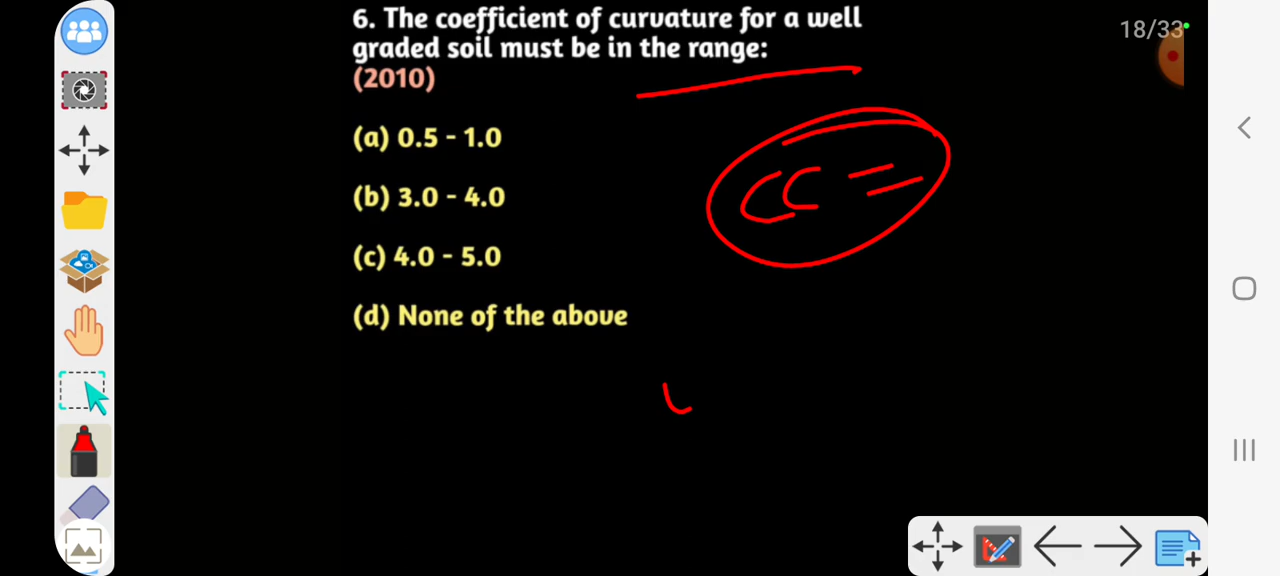 6. The coefficient of curvature for a well
graded soil must be in the range:
(2010)
18/33
(a) 0.5 - 1.0
(b) 3.0 - 4.0
(c) 4.0 - 5.0
(d) None of the above
CC =